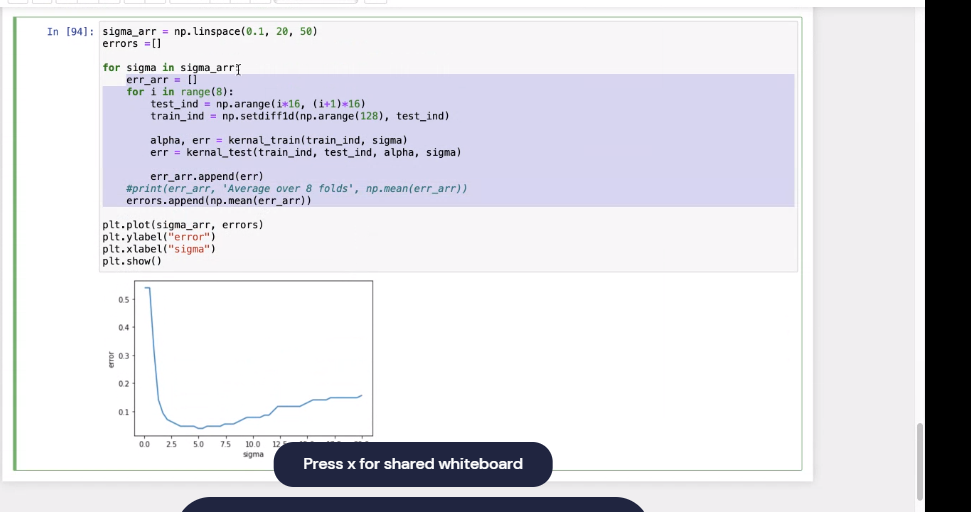 In [94]: sigma_arr = np.linspace(0.1, 20, 50)
errors =[]
for sigma in sigma_arr:
err_arr = []
for i in range(8):
test_ind = np.arange(i*16, (i+1)*16)
train_ind = np.setdiff1d(np.arange(128), test_ind)
alpha, err = kernal_train(train_ind, sigma)
err = kernal_test(train_ind, test_ind, alpha, sigma)
err_arr.append(err)
#print(err_arr, 'Average over 8 folds', np.mean(err_arr))
errors.append(np.mean(err_arr))
plt.plot(sigma_arr, errors)
plt.ylabel("error")
plt.xlabel("sigma")
plt.show()
0.5
0.4
0.3
0.2
0.1
error
0.0 2.5 5.0 7.5 10.0
sigma
Press x for shared whiteboard